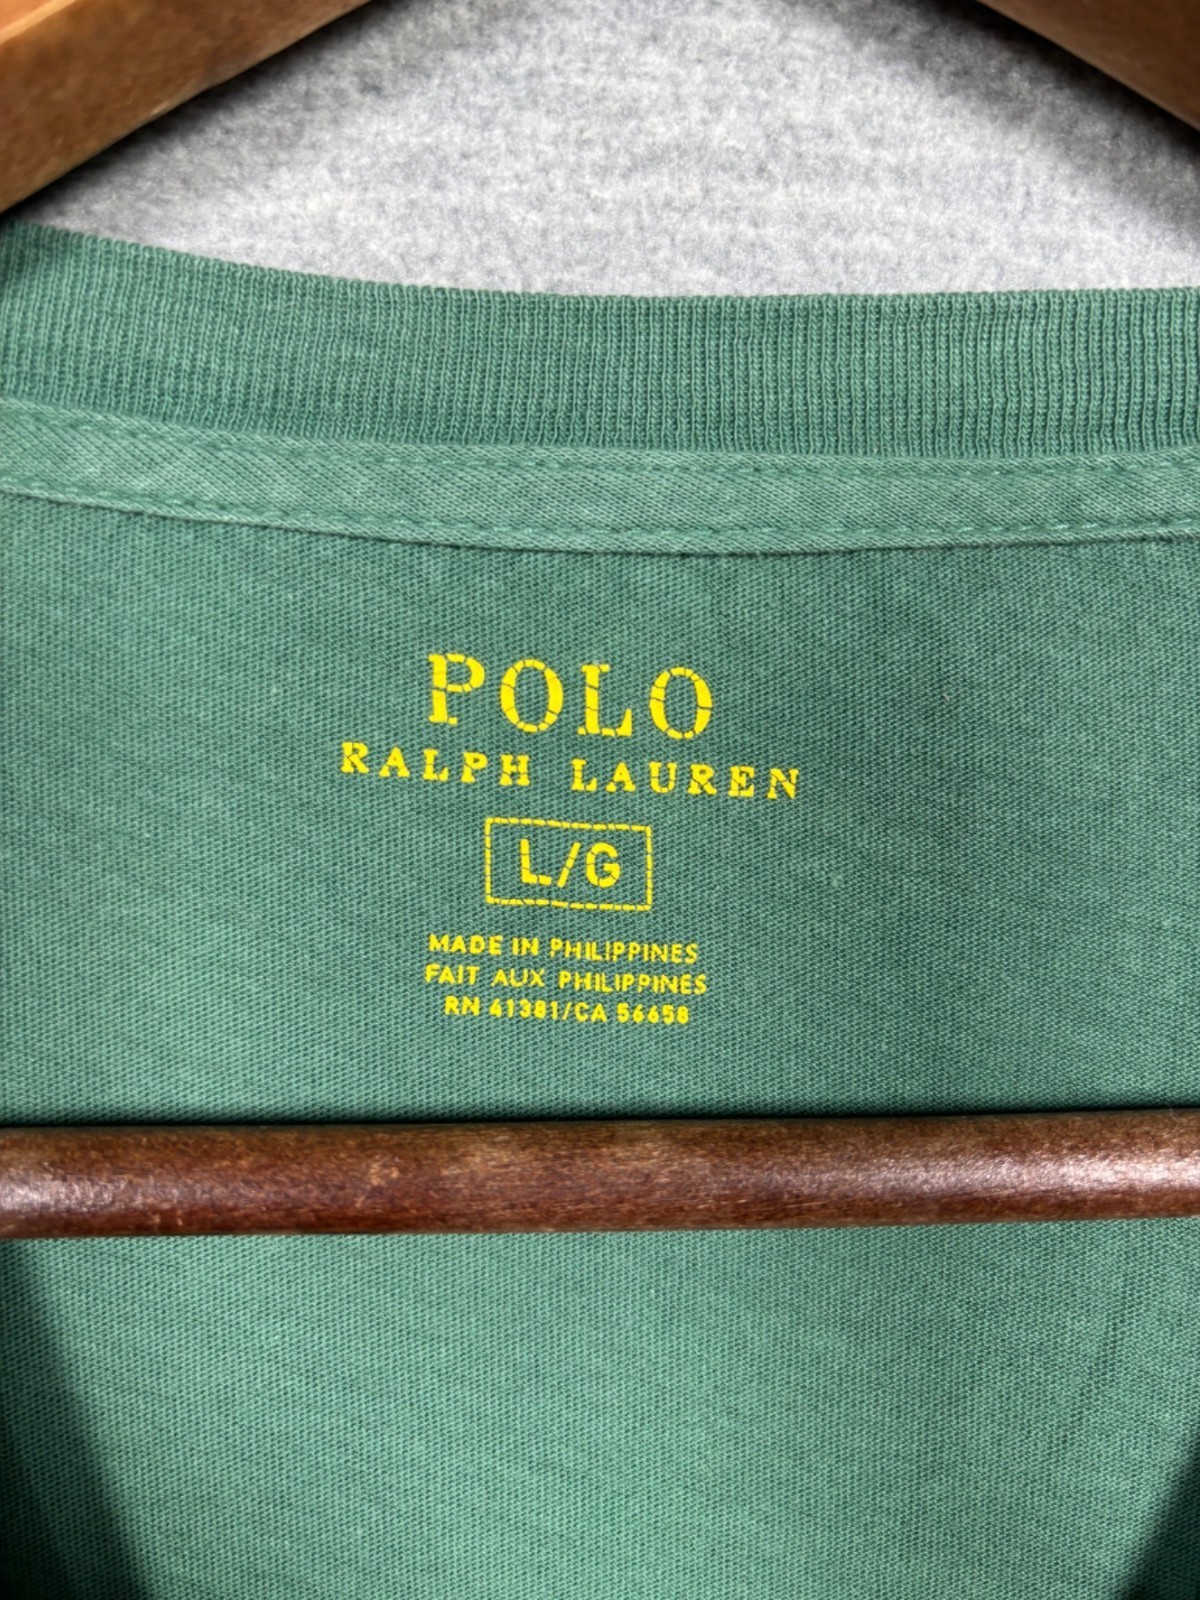 POLO
RALPH LAUREN
L/G
MADE IN PHILIPPINES
FAIT AUX PHILIPPINES
RN 41381/CA 56658